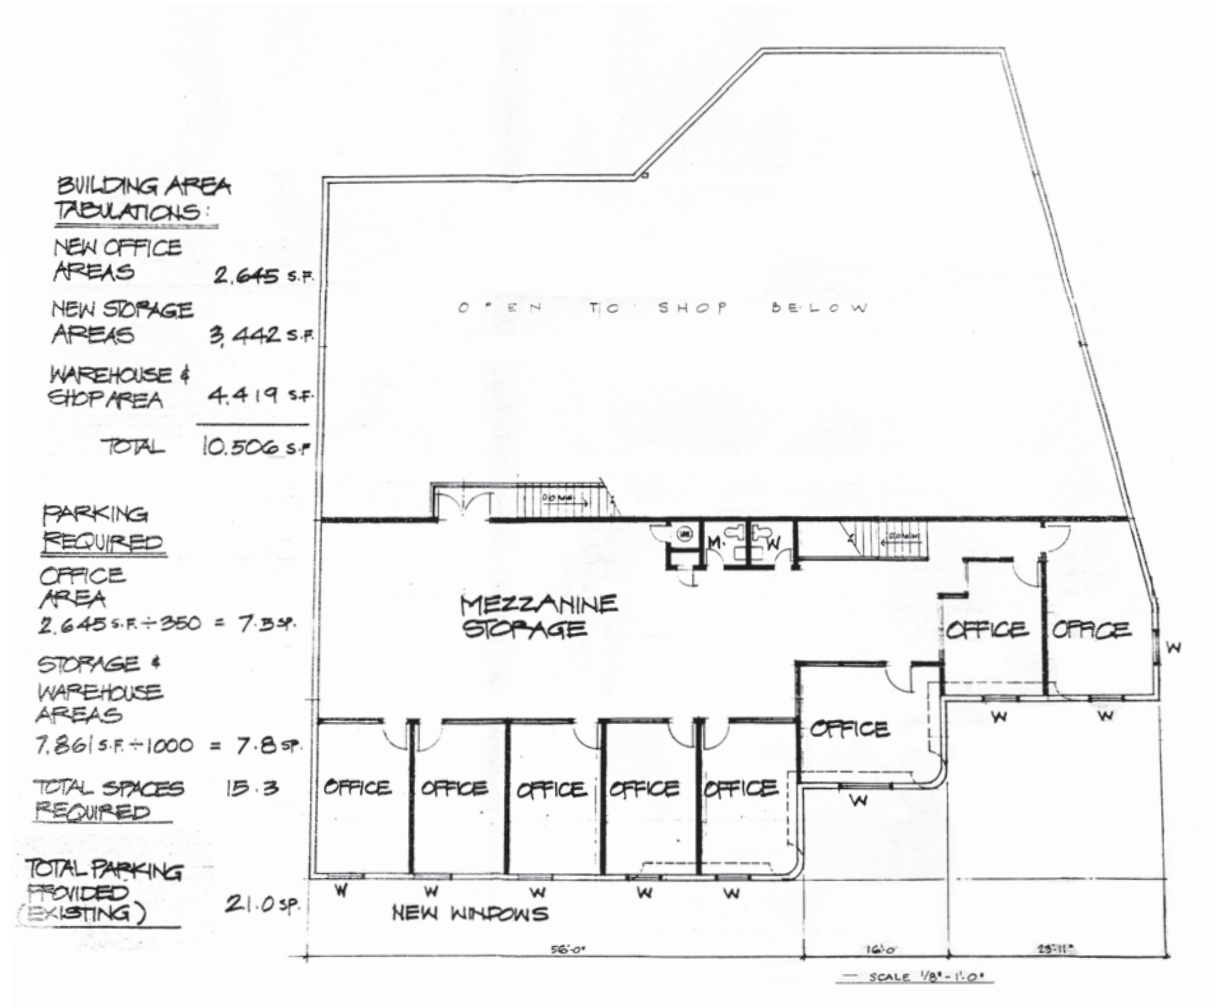 BUILDING AREA
TABULATIONS:
NEW OFFICE
AREAS 2,645 S.F.
NEW STORAGE
AREAS 3,442 S.F.
WAREHOUSE &
SHOP AREA 4,419 S.F.
TOTAL 10,506 S.F
PARKING
REQUIRED
OFFICE
AREA
2,645 S.F. ÷ 350 = 7.5 SP.
STORAGE &
WAREHOUSE
AREAS
7,861 S.F. ÷ 1000 = 7.8 SP.
TOTAL SPACES 15.3
REQUIRED
TOTAL PARKING
PROVIDED
(EXISTING) 21.0 SP.
OPEN TO SHOP BELOW
DOWN
M. W
DOWN
MEZZANINE
STORAGE
OFFICE OFFICE
W
W W
OFFICE
OFFICE OFFICE OFFICE OFFICE OFFICE
W
W W W W W
NEW WINDOWS
56'-0" 16'-0 23'-11"
— SCALE 1/8" - 1'-0"